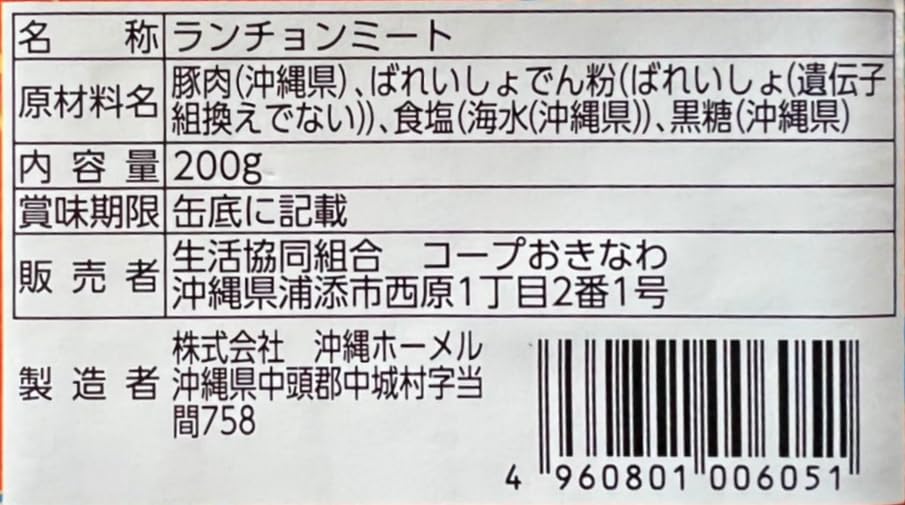 名称 ランチョンミート
原材料名 豚肉(沖縄県)、ばれいしょでん粉(ばれいしょ(遺伝子
組換えでない))、食塩(海水(沖縄県))、黒糖(沖縄県)
内容量 200g
賞味期限 缶底に記載
販売者 生活協同組合　コープおきなわ
沖縄県浦添市西原1丁目2番1号
製造者 株式会社　沖縄ホーメル
沖縄県中頭郡中城村字当
間758
4 960801 006051